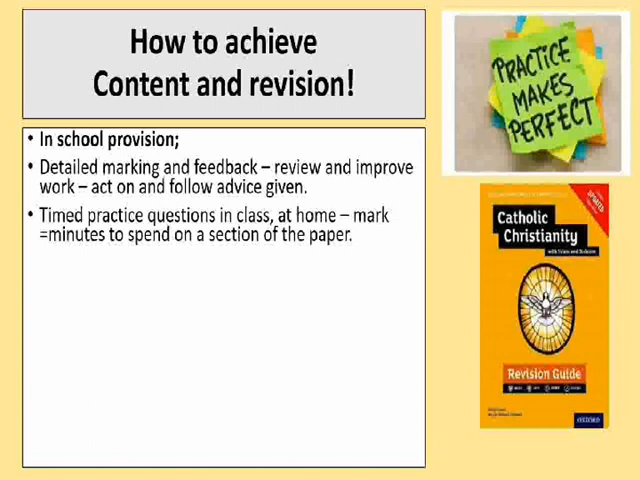 How to achieve
Content and revision!
• In school provision;
• Detailed marking and feedback – review and improve
work – act on and follow advice given.
• Timed practice questions in class, at home – mark
=minutes to spend on a section of the paper.
PRACTICE
MAKES
PERFECT
UPDATED
Catholic
Christianity
with Islam and Judaism
Revision Guide
OXFORD